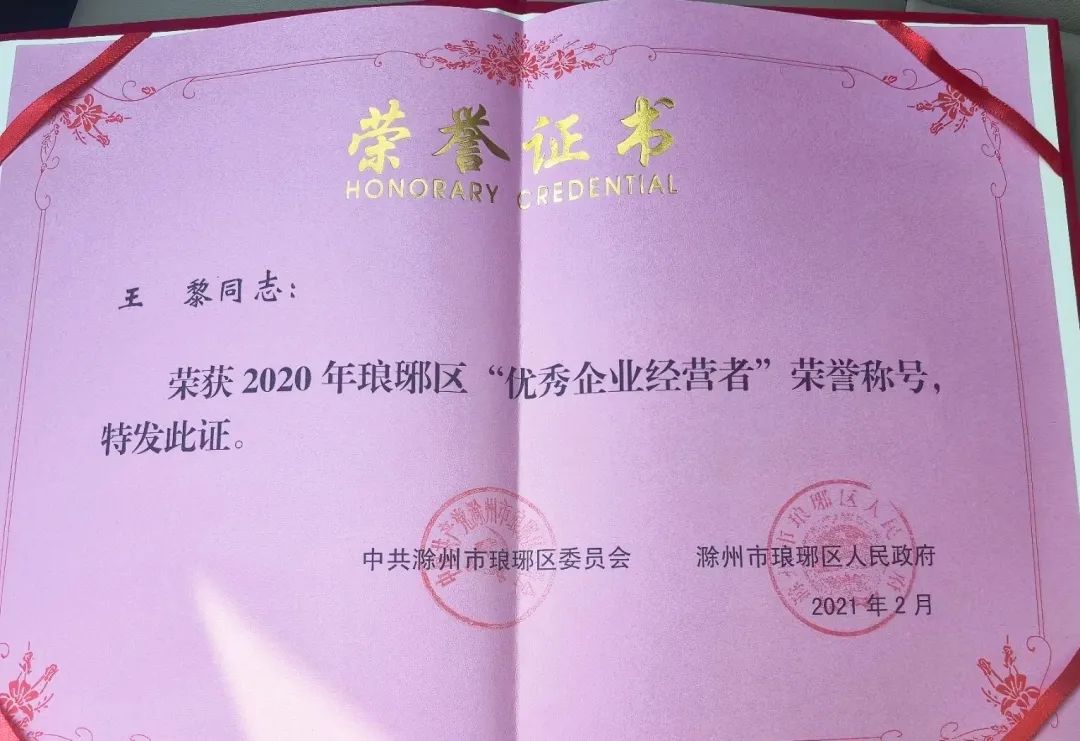 荣誉证书
HONORARY CREDENTIAL
王 黎同志：
荣获2020年琅琊区“优秀企业经营者”荣誉称号，
特发此证。
中共滁州市琅琊区委员会 滁州市琅琊区人民政府
2021年2月